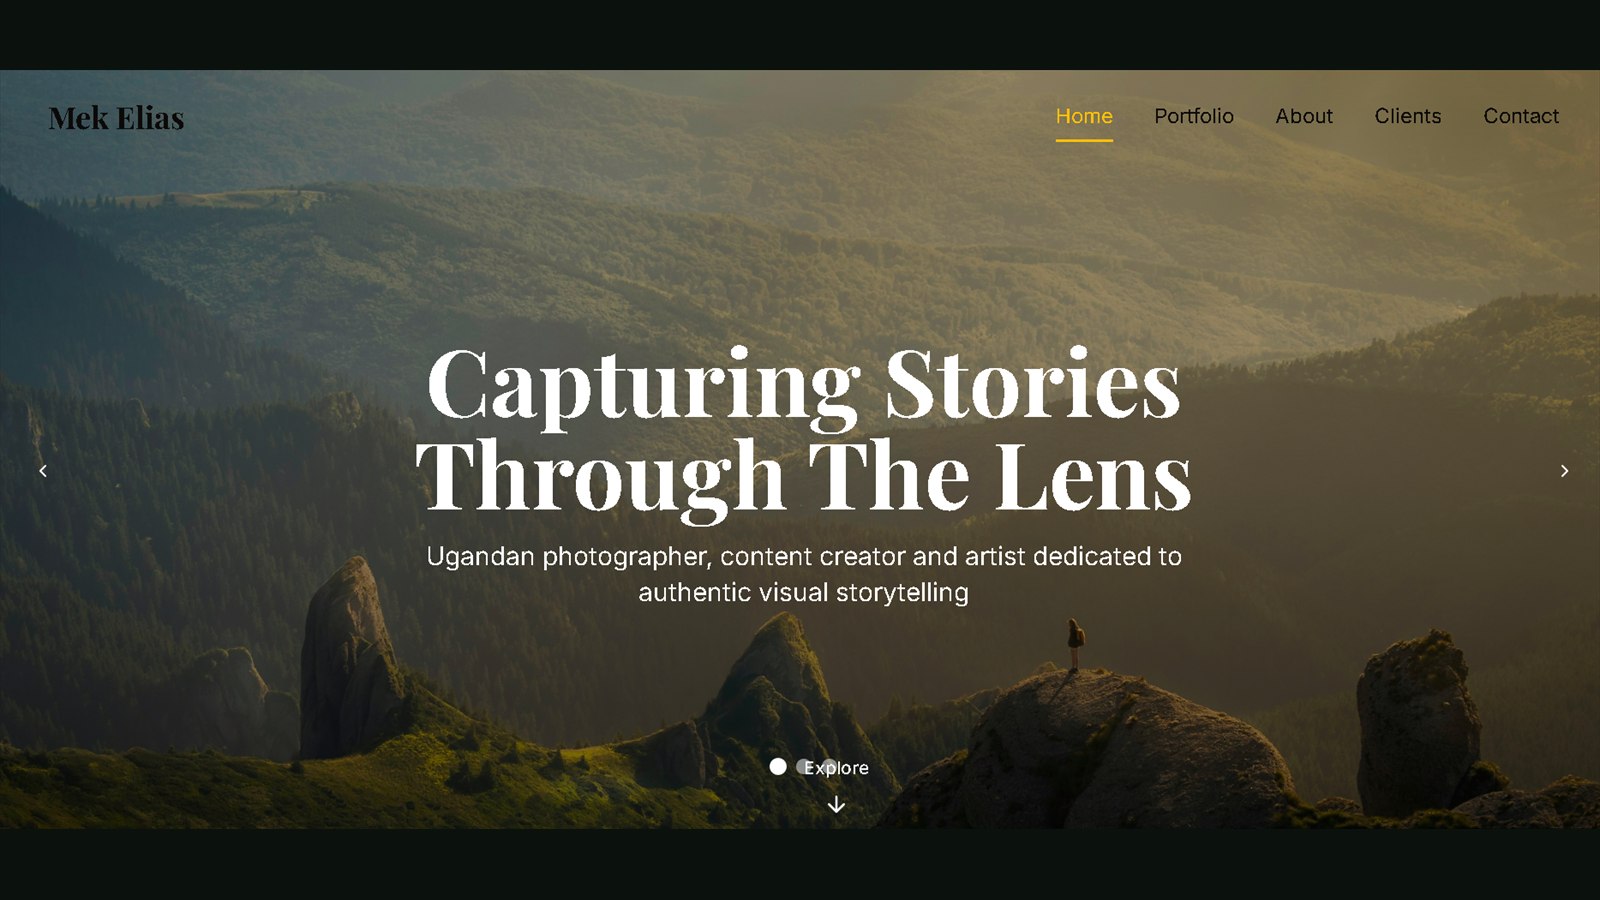 Mek Elias
Home Portfolio About Clients Contact
Capturing Stories
Through The Lens
Ugandan photographer, content creator and artist dedicated to
authentic visual storytelling
Explore